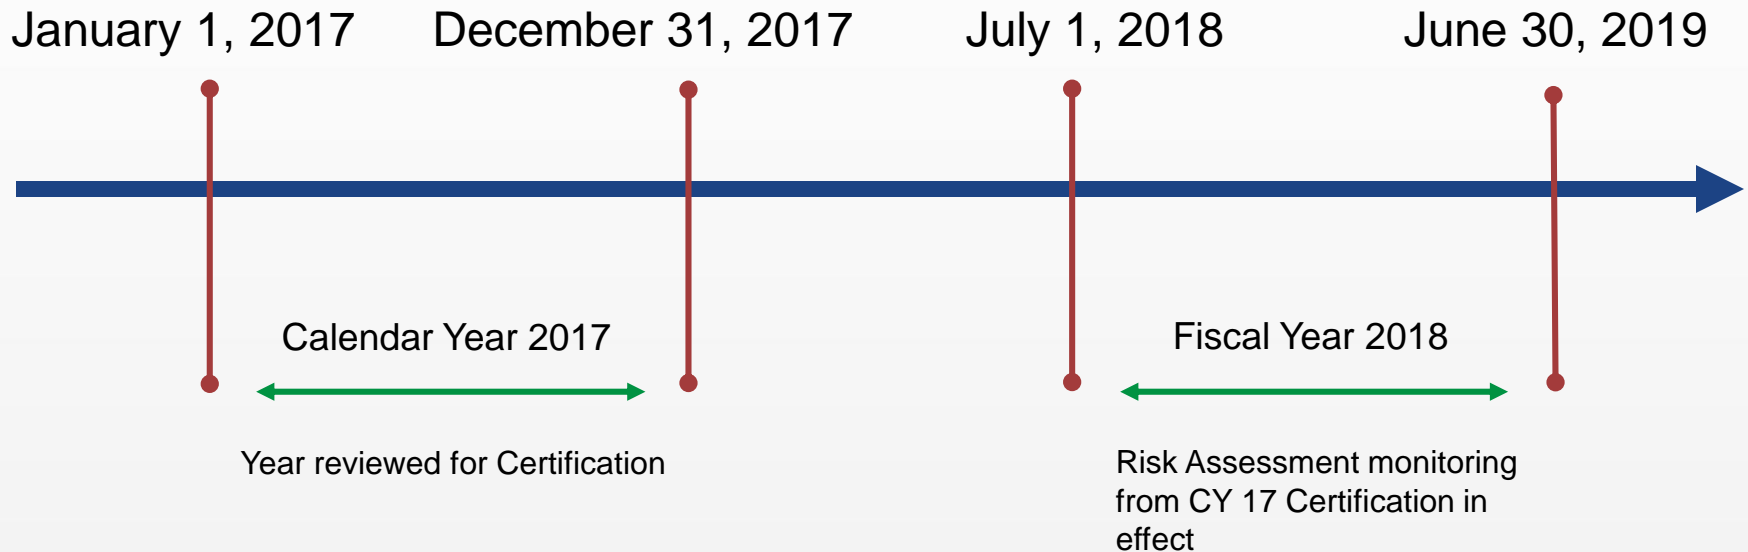 January 1, 2017
December 31, 2017
July 1, 2018
June 30, 2019
Calendar Year 2017
Fiscal Year 2018
Year reviewed for Certification
Risk Assessment monitoring
from CY 17 Certification in
effect